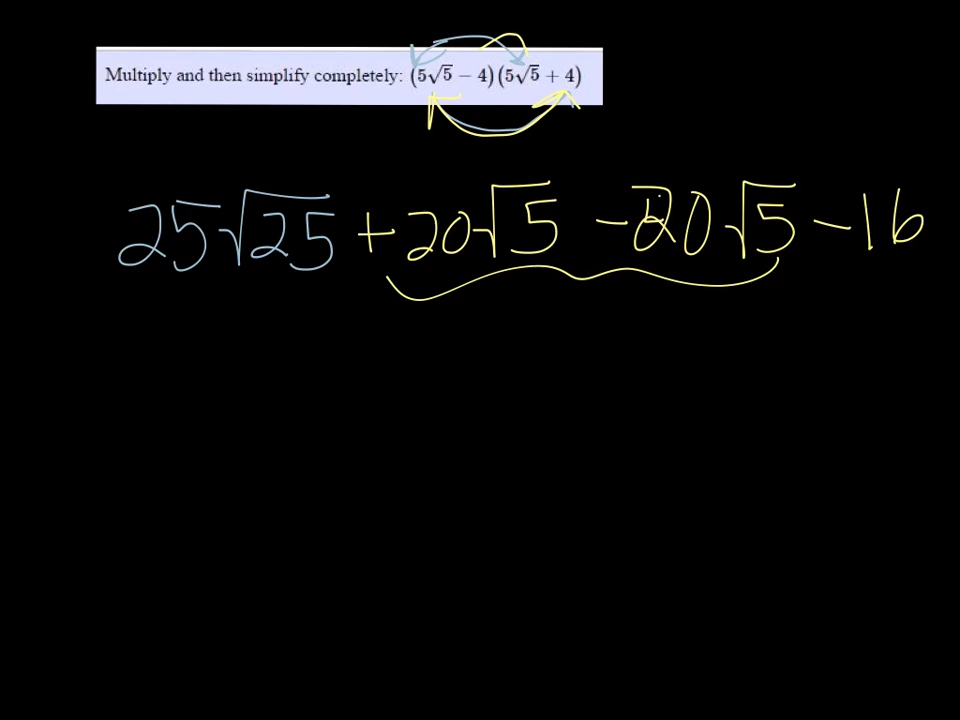 Multiply and then simplify completely: (5√5 − 4)(5√5 + 4)
25√25 + 20√5 − 20√5 − 16